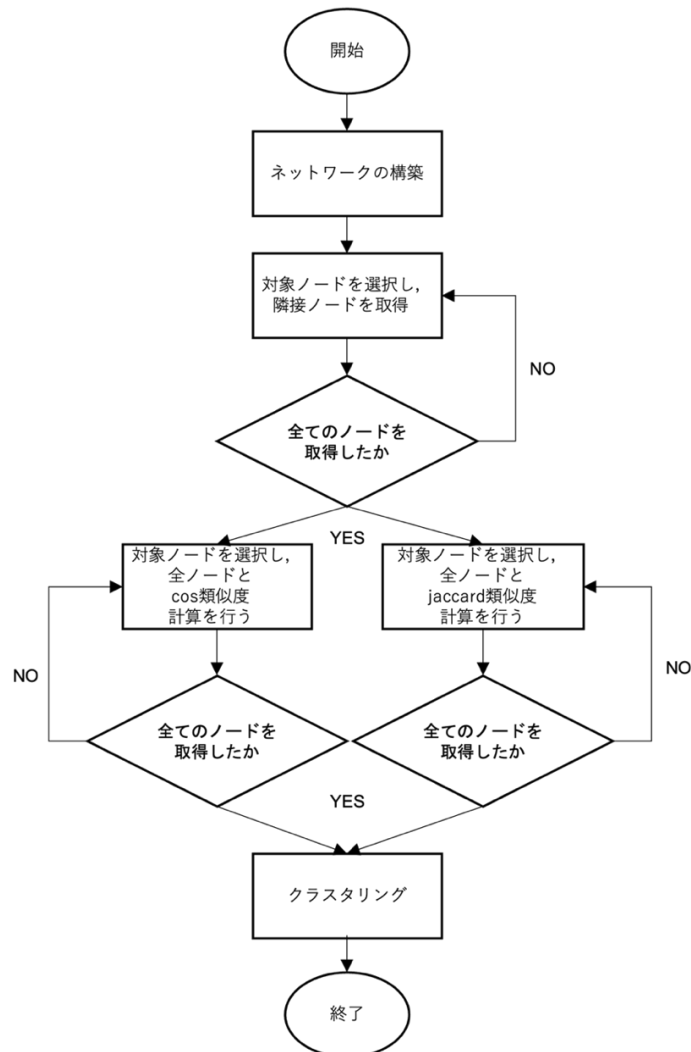 開始
ネットワークの構築
対象ノードを選択し,
隣接ノードを取得
NO
全てのノードを
取得したか
YES
対象ノードを選択し,
全ノードと
cos類似度
計算を行う
対象ノードを選択し,
全ノードと
jaccard類似度
計算を行う
NO
NO
全てのノードを
取得したか
全てのノードを
取得したか
YES
クラスタリング
終了